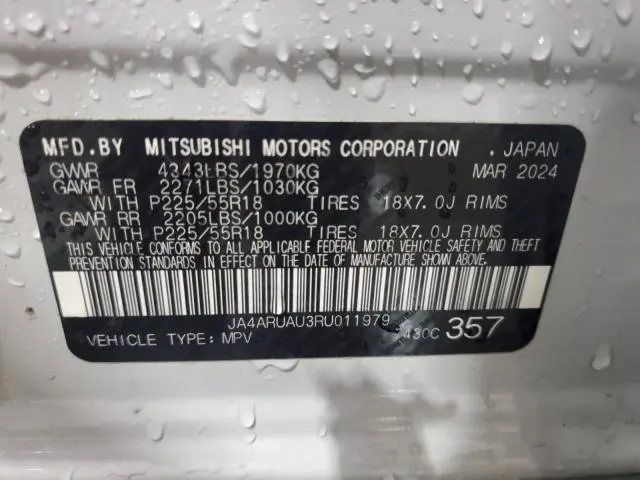 MFD.BY MITSUBISHI MOTORS CORPORATION . JAPAN
GVWR 4343LBS/1970KG MAR 2024
GAWR FR 2271LBS/1030KG
WITH P225/55R18 TIRES 18X7.0J RIMS
GAWR RR 2205LBS/1000KG
WITH P225/55R18 TIRES 18X7.0J RIMS
THIS VEHICLE CONFORMS TO ALL APPLICABLE FEDERAL MOTOR VEHICLE SAFETY AND THEFT
PREVENTION STANDARDS IN EFFECT ON THE DATE OF MANUFACTURE SHOWN ABOVE.
JA4ARUAU3RU011979
VEHICLE TYPE: MPV 7430C 357